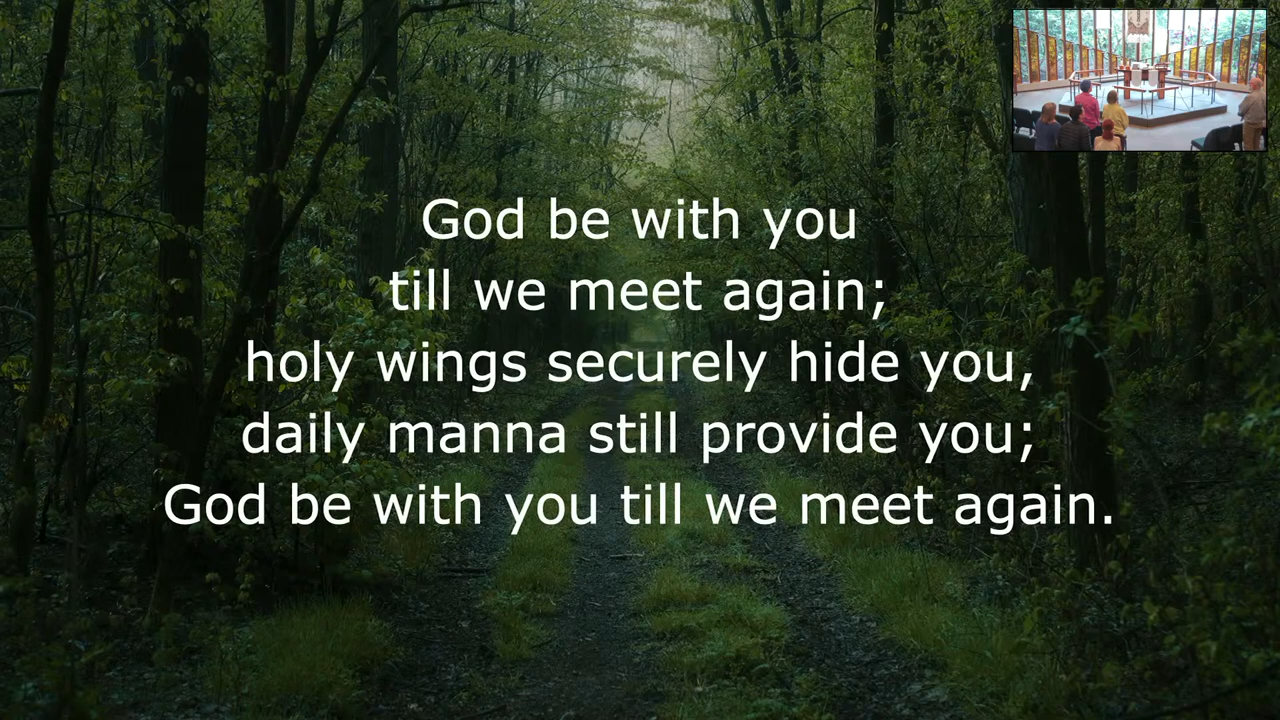 God be with you
till we meet again;
holy wings securely hide you,
daily manna still provide you;
God be with you till we meet again.